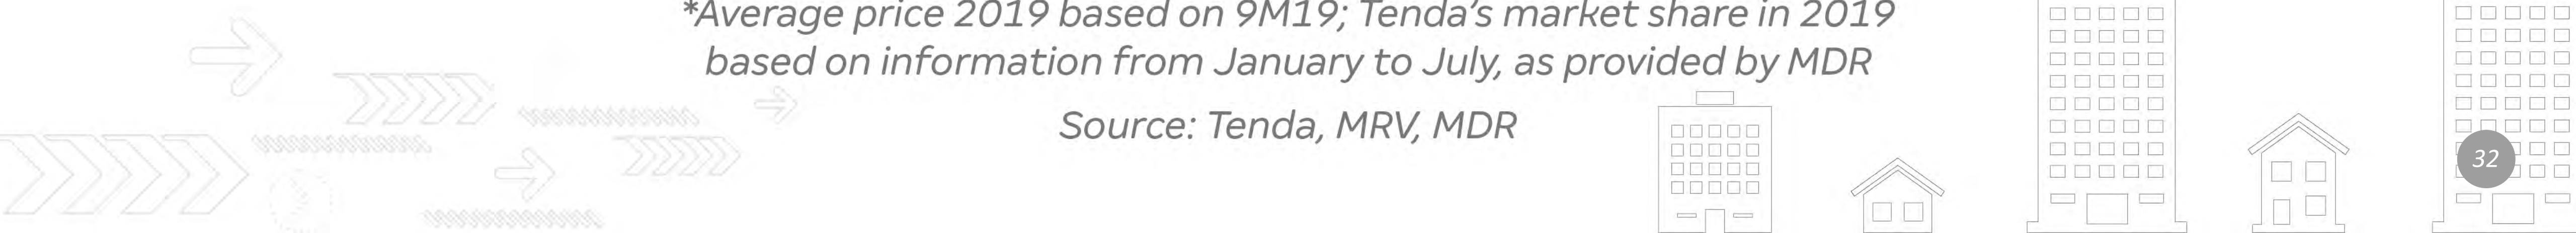 *Average price 2019 based on 9M19; Tenda's market share in 2019
based on information from January to July, as provided by MDR
Source: Tenda, MRV, MDR
32